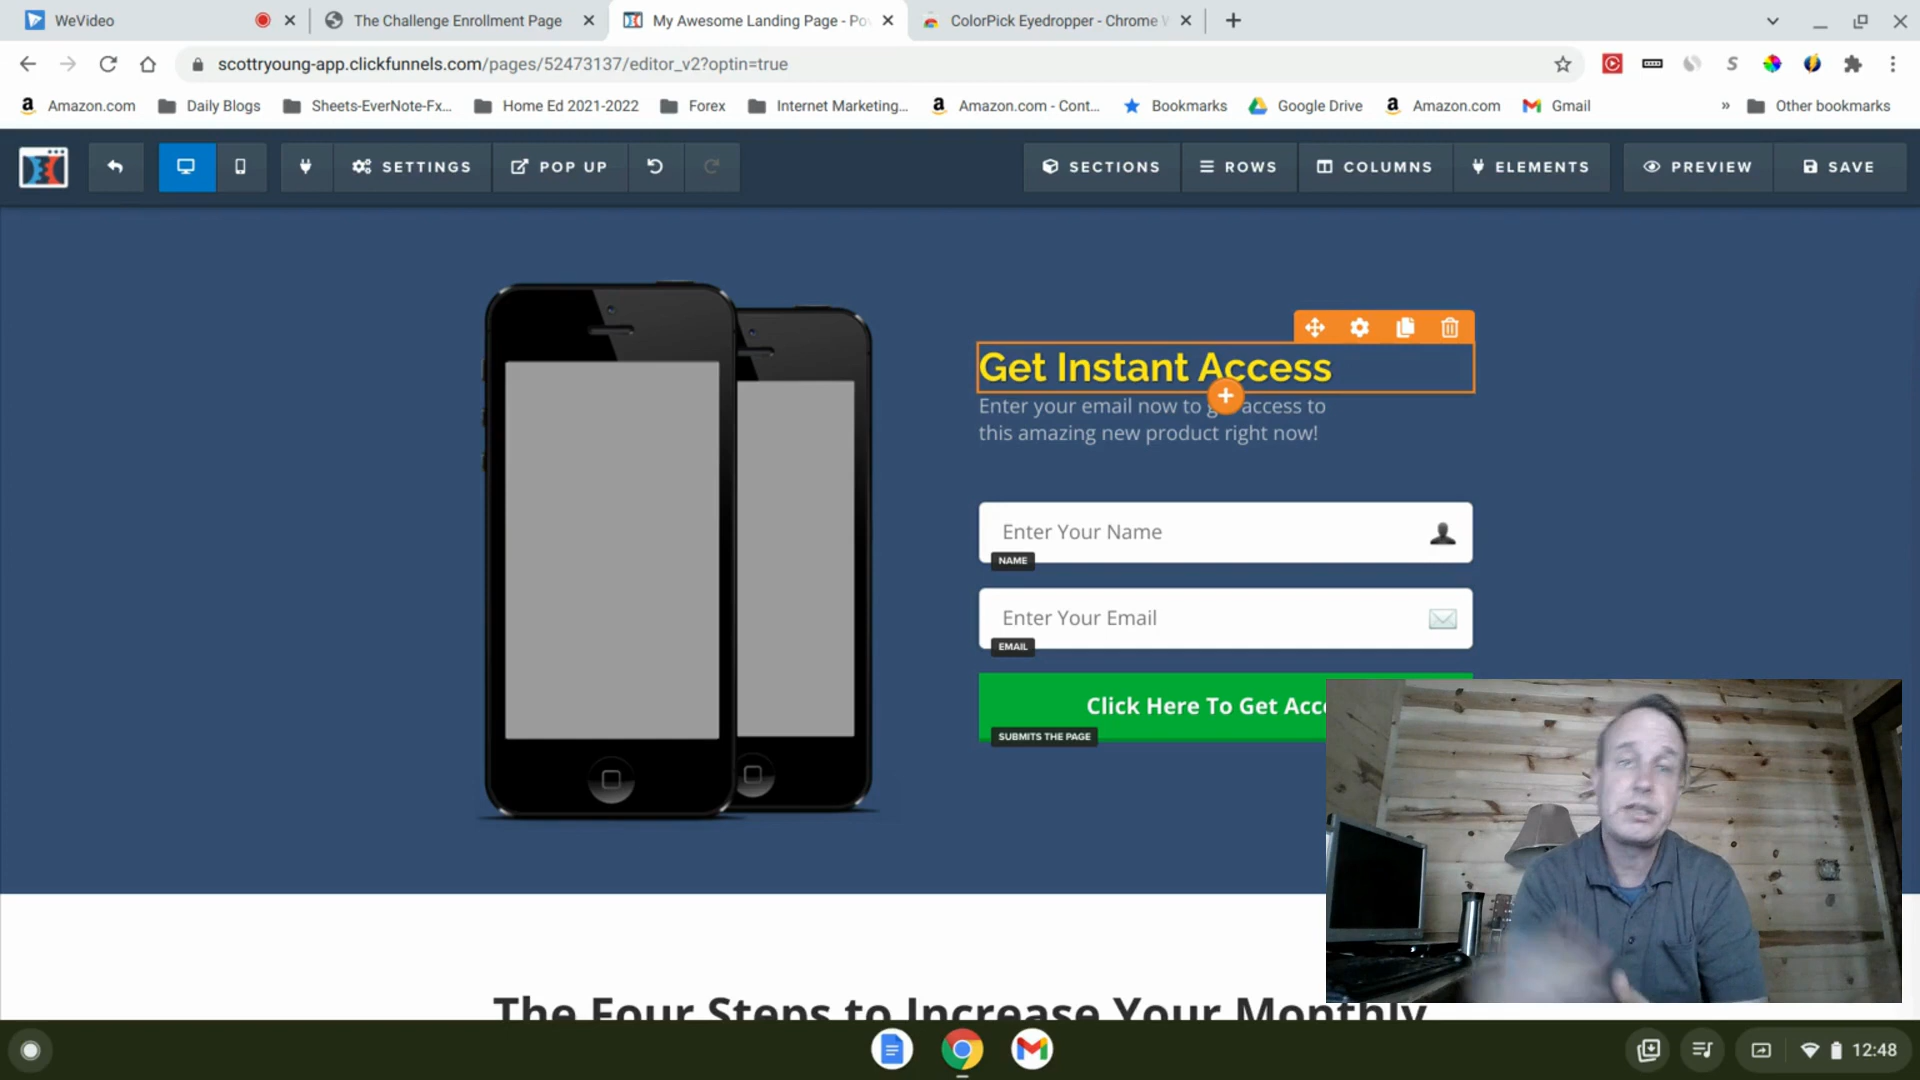 WeVideo
The Challenge Enrollment Page
My Awesome Landing Page - Po
ColorPick Eyedropper - Chrome
scottryoung-app.clickfunnels.com/pages/52473137/editor_v2?optin=true
Amazon.com
Daily Blogs
Sheets-EverNote-Fx...
Home Ed 2021-2022
Forex
Internet Marketing...
Amazon.com - Cont...
Bookmarks
Google Drive
Amazon.com
Gmail
»
Other bookmarks
SETTINGS
POP UP
SECTIONS
ROWS
COLUMNS
ELEMENTS
PREVIEW
SAVE
Get Instant Access
Enter your email now to access to
this amazing new product right now!
Enter Your Name
NAME
Enter Your Email
EMAIL
Click Here To Get Acc
SUBMITS THE PAGE
The Four Steps to Increase Your Monthly
12:48